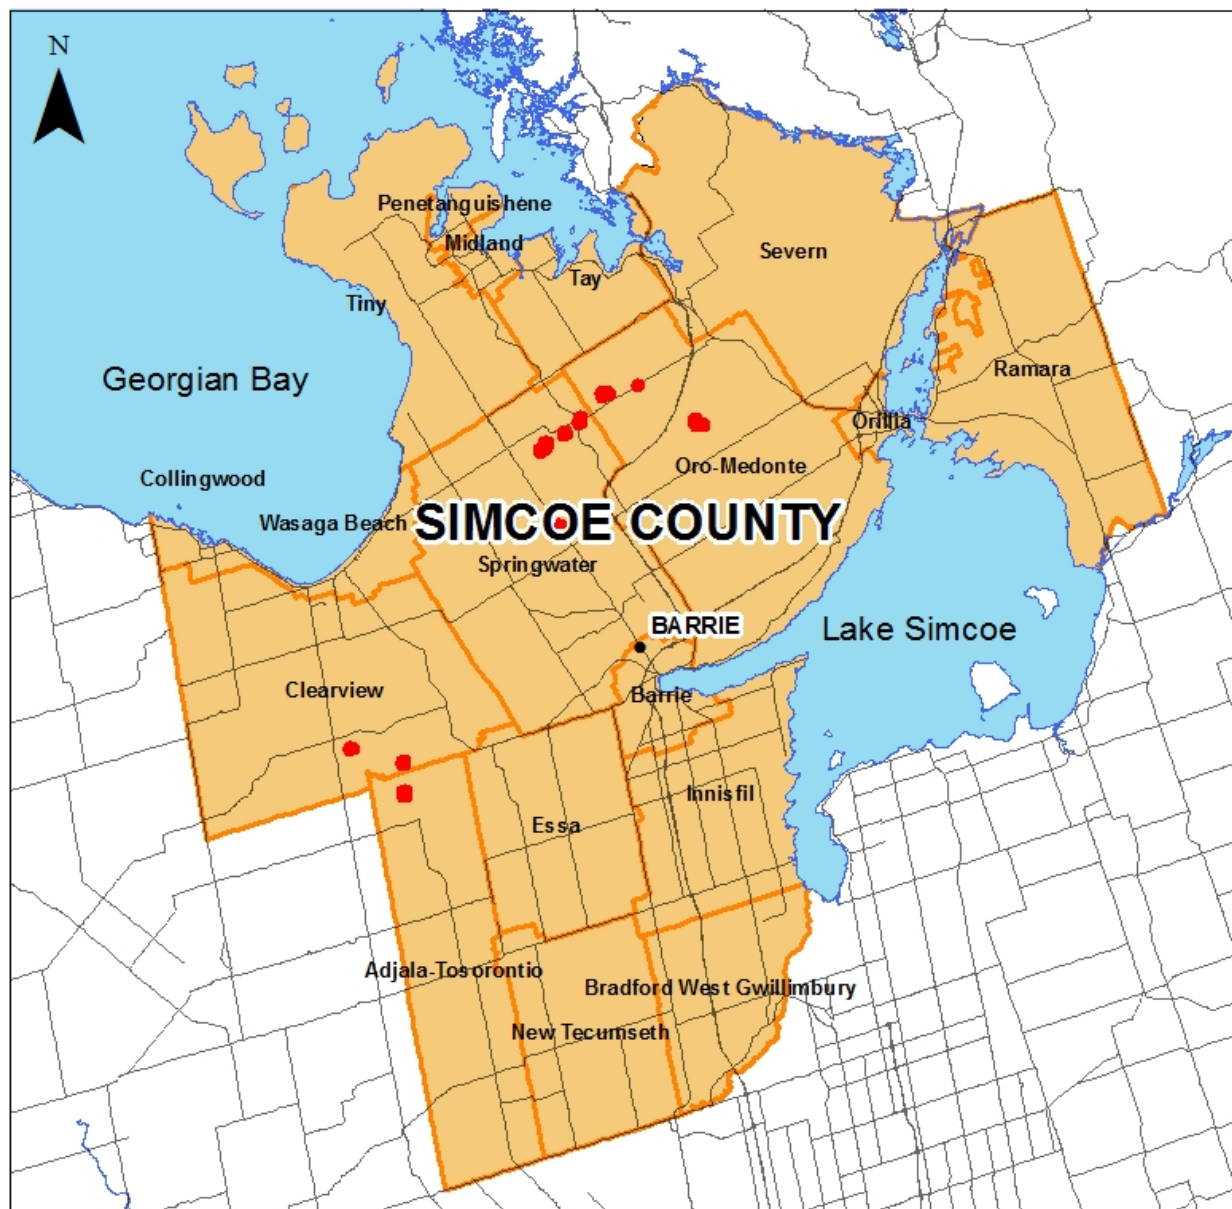 N
Penetanguishene
Midland
Severn
Tay
Tiny
Georgian Bay
Ramara
Orillia
Oro-Medonte
Collingwood
Wasaga Beach
SIMCOE COUNTY
Springwater
BARRIE
Lake Simcoe
Clearview
Barrie
Innisfil
Essa
Adjala-Tosorontio
Bradford West Gwillimbury
New Tecumseth